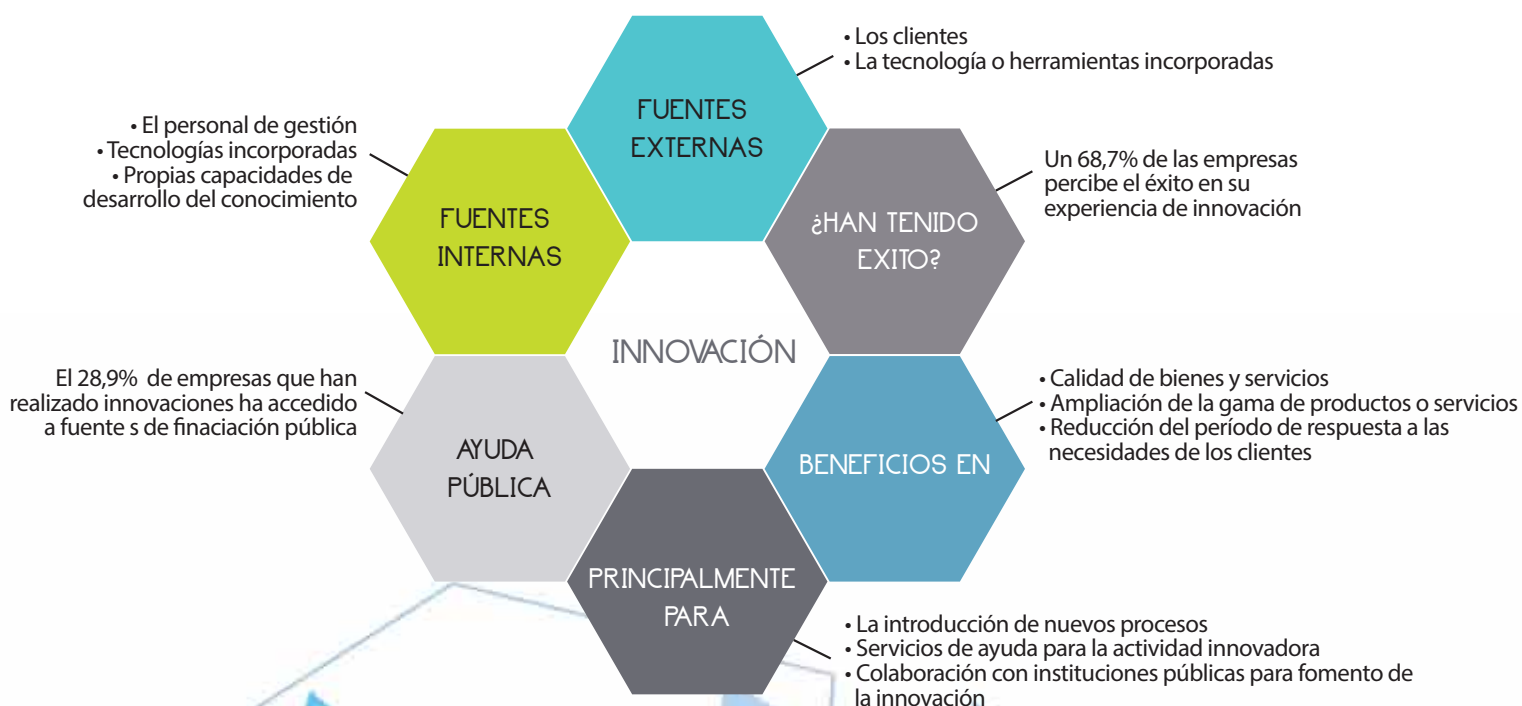 • Los clientes
• La tecnología o herramientas incorporadas
FUENTES
EXTERNAS
• El personal de gestión
• Tecnologías incorporadas
• Propias capacidades de
desarrollo del conocimiento
FUENTES
INTERNAS
¿HAN TENIDO
EXITO?
Un 68,7% de las empresas
percibe el éxito en su
experiencia de innovación
INNOVACIÓN
El 28,9% de empresas que han
realizado innovaciones ha accedido
a fuente s de finaciación pública
AYUDA
PÚBLICA
BENEFICIOS EN
• Calidad de bienes y servicios
• Ampliación de la gama de productos o servicios
• Reducción del período de respuesta a las
necesidades de los clientes
PRINCIPALMENTE
PARA
• La introducción de nuevos procesos
• Servicios de ayuda para la actividad innovadora
• Colaboración con instituciones públicas para fomento de
la innovación